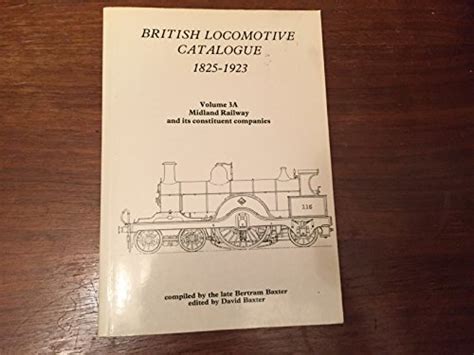 BRITISH LOCOMOTIVE
CATALOGUE
1825-1923
Volume 3A
Midland Railway
and its constituent companies
116
compiled by the late Bertram Baxter
edited by David Baxter